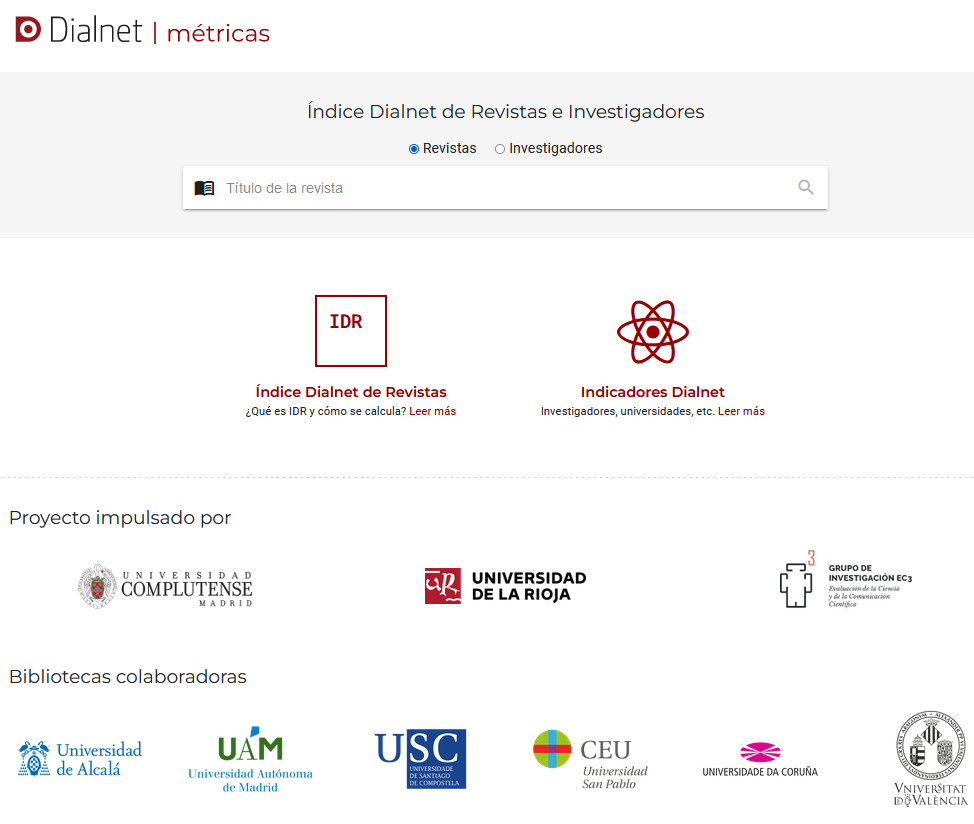 Dialnet | métricas
Índice Dialnet de Revistas e Investigadores
Revistas Investigadores
Título de la revista
IDR
Índice Dialnet de Revistas
¿Qué es IDR y cómo se calcula? Leer más
Indicadores Dialnet
Investigadores, universidades, etc. Leer más
Proyecto impulsado por
UNIVERSIDAD
COMPLUTENSE
MADRID
UR
UNIVERSIDAD
DE LA RIOJA
3
GRUPO DE
INVESTIGACIÓN EC3
Evaluación de la Ciencia
y de la Comunicación
Científica
Bibliotecas colaboradoras
Universidad
de Alcalá
UAM
Universidad Autónoma
de Madrid
USC
UNIVERSIDADE
DE SANTIAGO
DE COMPOSTELA
CEU
Universidad
San Pablo
UNIVERSIDADE DA CORUÑA
VNIVERSITAT
DE VALÈNCIA